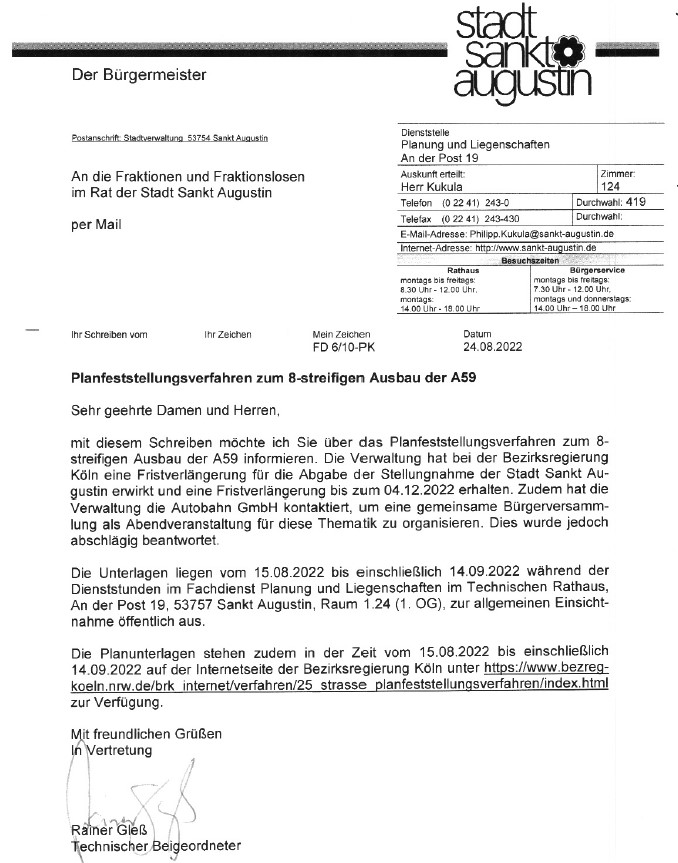 stadt
sankt
augustin
Der Bürgermeister
Postanschrift: Stadtverwaltung 53754 Sankt Augustin
An die Fraktionen und Fraktionslosen
im Rat der Stadt Sankt Augustin
per Mail
Dienststelle
Planung und Liegenschaften
An der Post 19
Auskunft erteilt: Zimmer:
Herr Kukula 124
Telefon (0 22 41) 243-0 Durchwahl: 419
Telefax (0 22 41) 243-430 Durchwahl:
E-Mail-Adresse: Philipp.Kukula@sankt-augustin.de
Internet-Adresse: http://www.sankt-augustin.de
Besuchszeiten
Rathaus Bürgerservice
montags bis freitags: montags bis freitags:
8.30 Uhr - 12.00 Uhr, 7.30 Uhr - 12.00 Uhr,
montags: montags und donnerstags:
14.00 Uhr - 18.00 Uhr 14.00 Uhr – 18.00 Uhr
Ihr Schreiben vom Ihr Zeichen Mein Zeichen Datum
FD 6/10-PK 24.08.2022
Planfeststellungsverfahren zum 8-streifigen Ausbau der A59
Sehr geehrte Damen und Herren,
mit diesem Schreiben möchte ich Sie über das Planfeststellungsverfahren zum 8-
streifigen Ausbau der A59 informieren. Die Verwaltung hat bei der Bezirksregierung
Köln eine Fristverlängerung für die Abgabe der Stellungnahme der Stadt Sankt Au-
gustin erwirkt und eine Fristverlängerung bis zum 04.12.2022 erhalten. Zudem hat die
Verwaltung die Autobahn GmbH kontaktiert, um eine gemeinsame Bürgerversamm-
lung als Abendveranstaltung für diese Thematik zu organisieren. Dies wurde jedoch
abschlägig beantwortet.
Die Unterlagen liegen vom 15.08.2022 bis einschließlich 14.09.2022 während der
Dienststunden im Fachdienst Planung und Liegenschaften im Technischen Rathaus,
An der Post 19, 53757 Sankt Augustin, Raum 1.24 (1. OG), zur allgemeinen Einsicht-
nahme öffentlich aus.
Die Planunterlagen stehen zudem in der Zeit vom 15.08.2022 bis einschließlich
14.09.2022 auf der Internetseite der Bezirksregierung Köln unter https://www.bezreg-
koeln.nrw.de/brk_internet/verfahren/25_strasse_planfeststellungsverfahren/index.html
zur Verfügung.
Mit freundlichen Grüßen
In Vertretung
Rainer Gleß
Technischer Beigeordneter